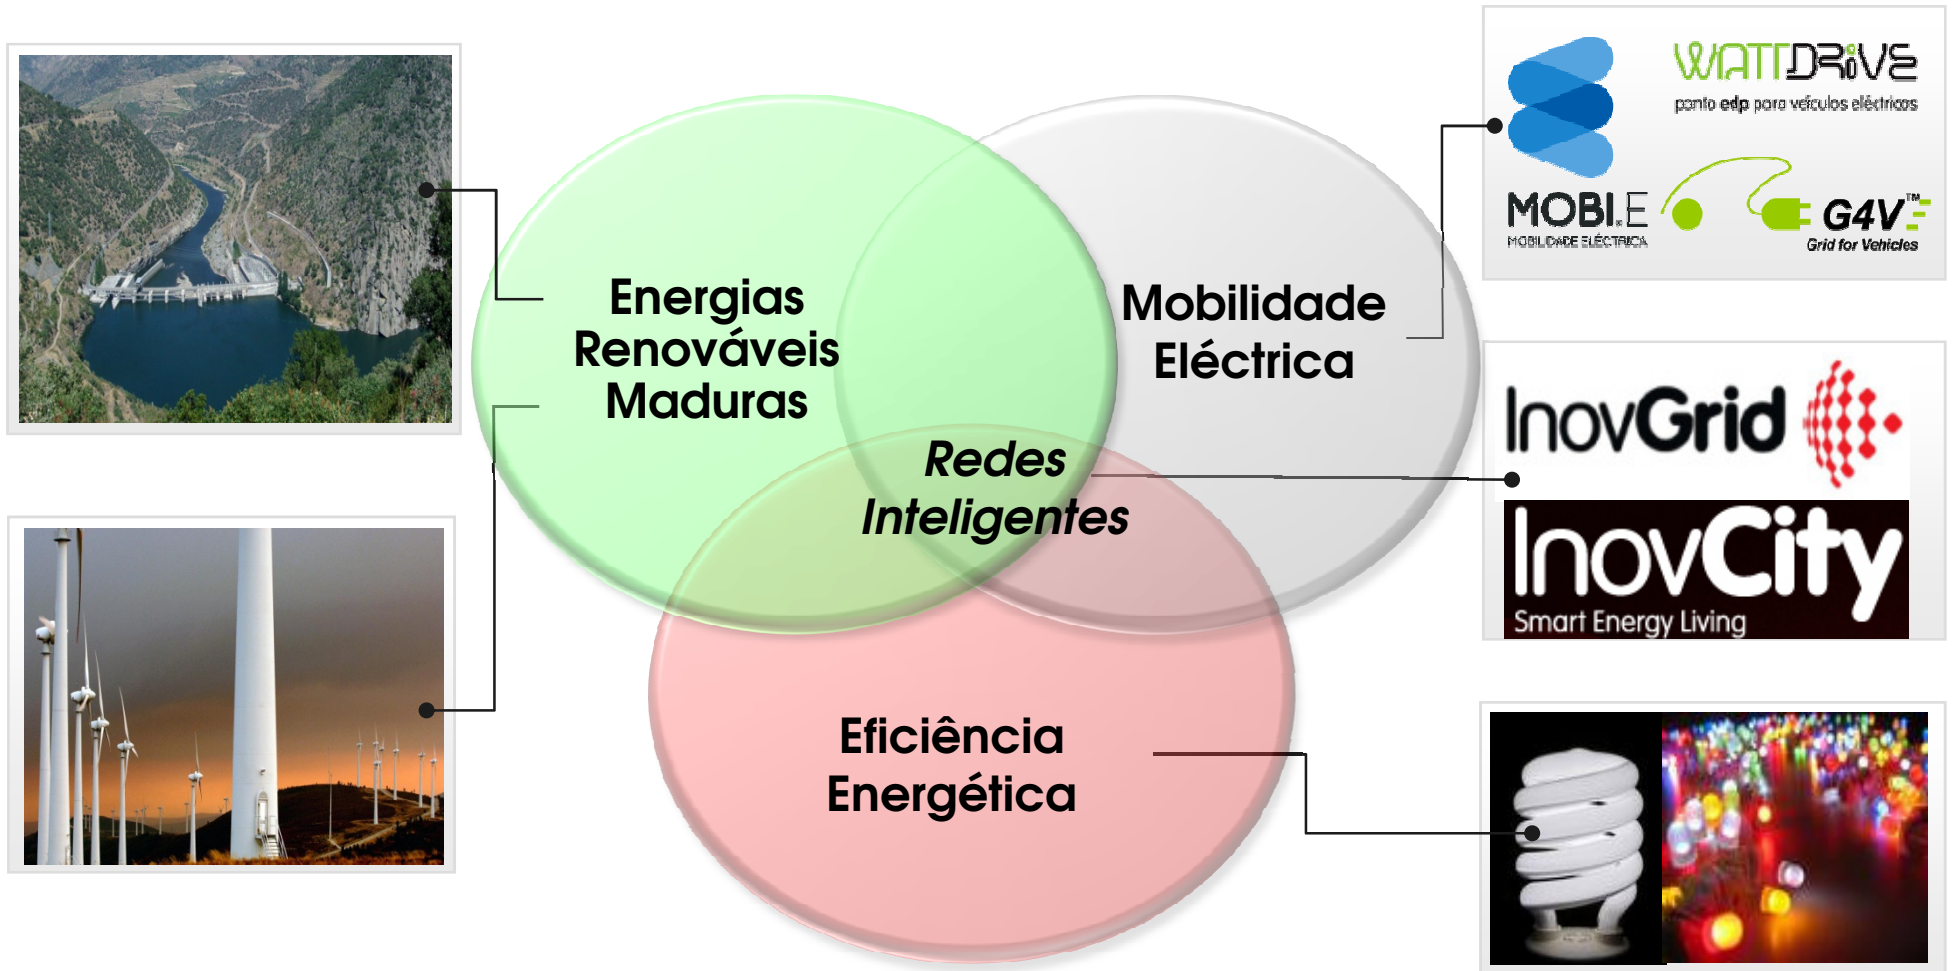 Energias
Renováveis
Maduras
Mobilidade
Eléctrica
Redes
Inteligentes
Eficiência
Energética
MOBI.E
MOBILIDADE ELÉCTRICA
WATTDRIVE
ponto edp para veículos eléctricos
G4V™
Grid for Vehicles
InovGrid
InovCity
Smart Energy Living